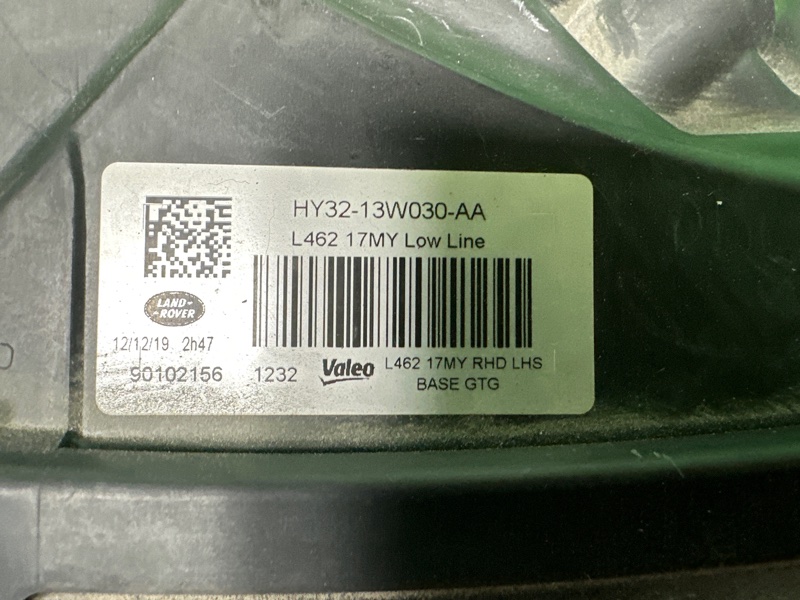 HY32-13W030-AA
L462 17MY Low Line
LAND-
-ROVER
12/12/19 2h47
90102156 1232 Valeo
L462 17MY RHD LHS
BASE GTG